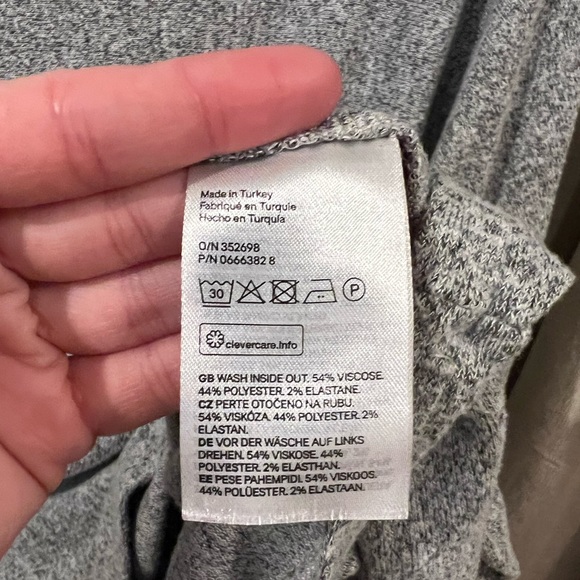 Made in Turkey
Fabriqué en Turquie
Hecho en Turquía
O/N 352698
P/N 0666382 8
30 P
clevercare.info
GB WASH INSIDE OUT. 54% VISCOSE.
44% POLYESTER. 2% ELASTANE.
CZ PERTE OTOČENO NA RUBU.
54% VISKÓZA. 44% POLYESTER. 2%
ELASTAN.
DE VOR DER WÄSCHE AUF LINKS
DREHEN. 54% VISKOSE. 44%
POLYESTER. 2% ELASTHAN.
EE PESE PAHEMPIDI. 54% VISKOOS.
44% POLÜESTER. 2% ELASTAAN.